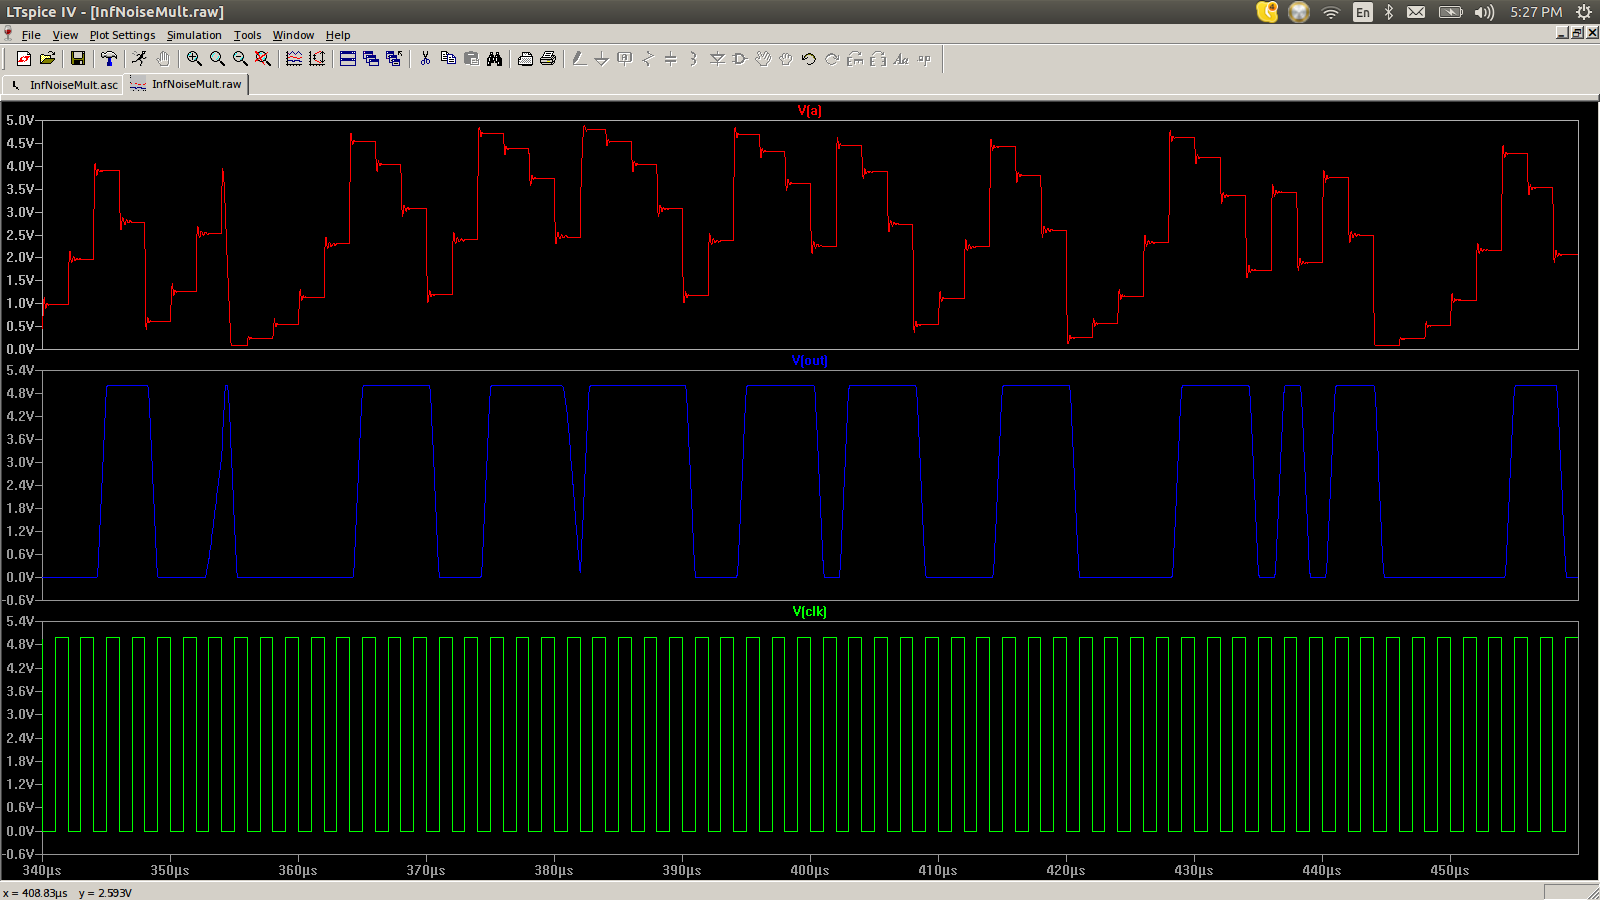 LTspice IV - [InfNoiseMult.raw]
En
5:27 PM
File View Plot Settings Simulation Tools Window Help
InfNoiseMult.asc InfNoiseMult.raw
V(a)
5.0V
4.5V
4.0V
3.5V
3.0V
2.5V
2.0V
1.5V
1.0V
0.5V
0.0V
V(out)
5.4V
4.8V
4.2V
3.6V
3.0V
2.4V
1.8V
1.2V
0.6V
0.0V
-0.6V
V(clk)
5.4V
4.8V
4.2V
3.6V
3.0V
2.4V
1.8V
1.2V
0.6V
0.0V
-0.6V
340µs 350µs 360µs 370µs 380µs 390µs 400µs 410µs 420µs 430µs 440µs 450µs
x = 408.83µs y = 2.593V